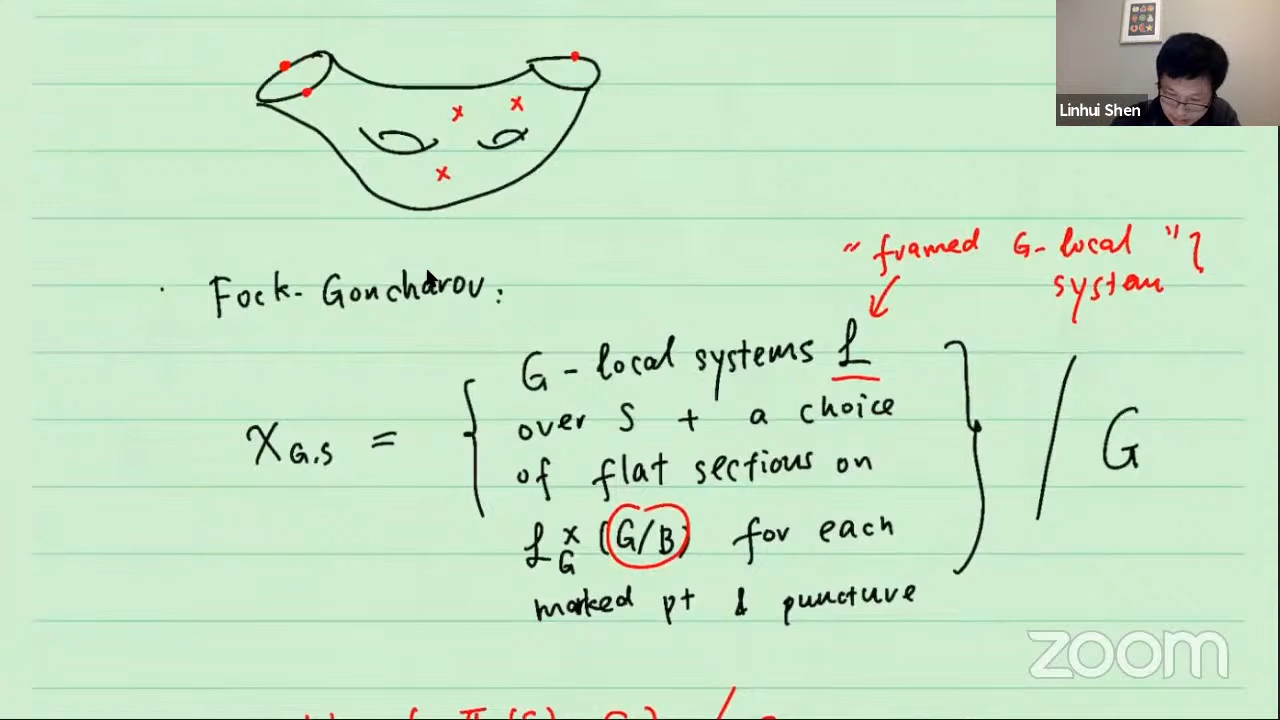 Linhui Shen
"framed G-local"
system
Fock-Goncharov:
G-local systems L
over S + a choice
X_{G,S} = { of flat sections on } / G
L ×_G (G/B) for each
marked pt & puncture
zoom